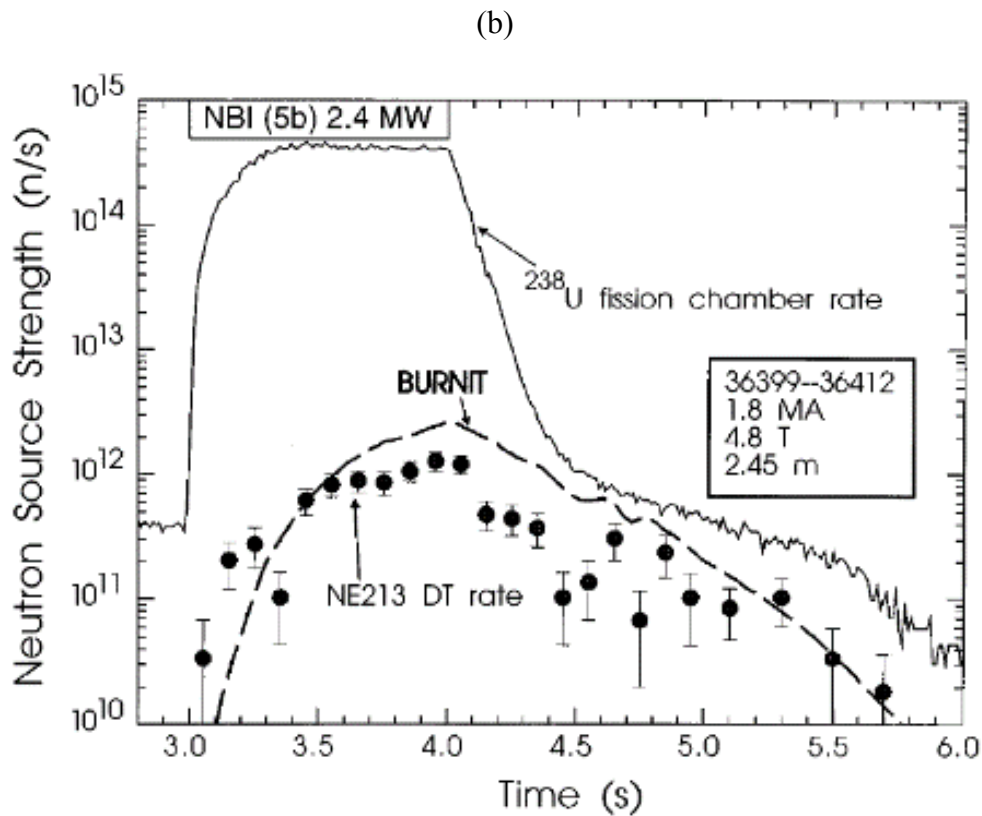 (b)
10^15
NBI (5b) 2.4 MW
10^14
238U fission chamber rate
10^13
BURNIT
36399--36412
1.8 MA
4.8 T
2.45 m
10^12
10^11
NE213 DT rate
10^10
3.0 3.5 4.0 4.5 5.0 5.5 6.0
Time (s)
Neutron Source Strength (n/s)